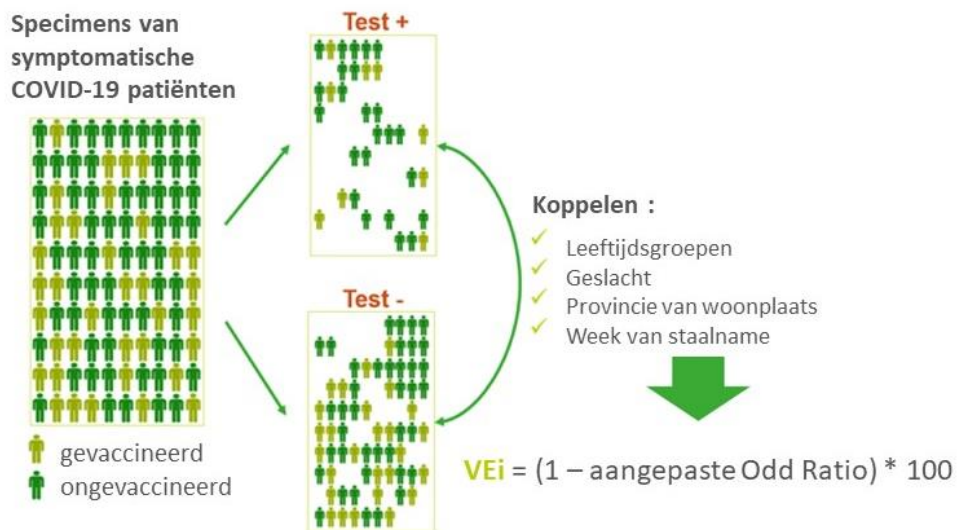 Specimens van
symptomatische
COVID-19 patiënten
Test +
Test -
gevaccineerd
ongevaccineerd
Koppelen :
✓ Leeftijdsgroepen
✓ Geslacht
✓ Provincie van woonplaats
✓ Week van staalname
VEi = (1 – aangepaste Odd Ratio) * 100